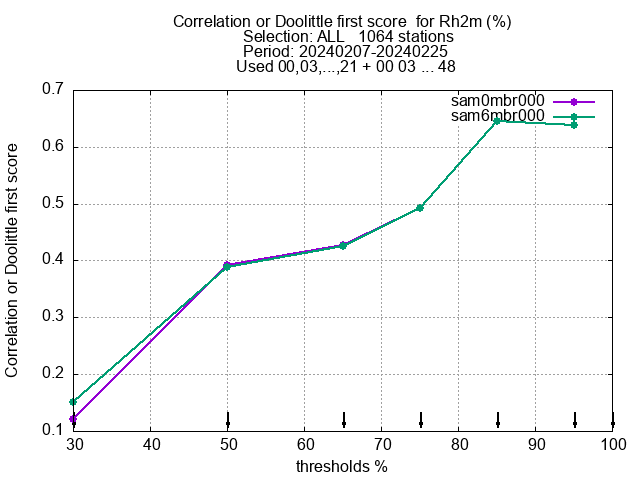 Correlation or Doolittle first score  for Rh2m (%)
Selection: ALL   1064 stations
Period: 20240207-20240225
Used 00,03,...,21 + 00 03 ... 48
Correlation or Doolittle first score
0.7
0.6
0.5
0.4
0.3
0.2
0.1
sam0mbr000
sam6mbr000
30 40 50 60 70 80 90 100
thresholds %